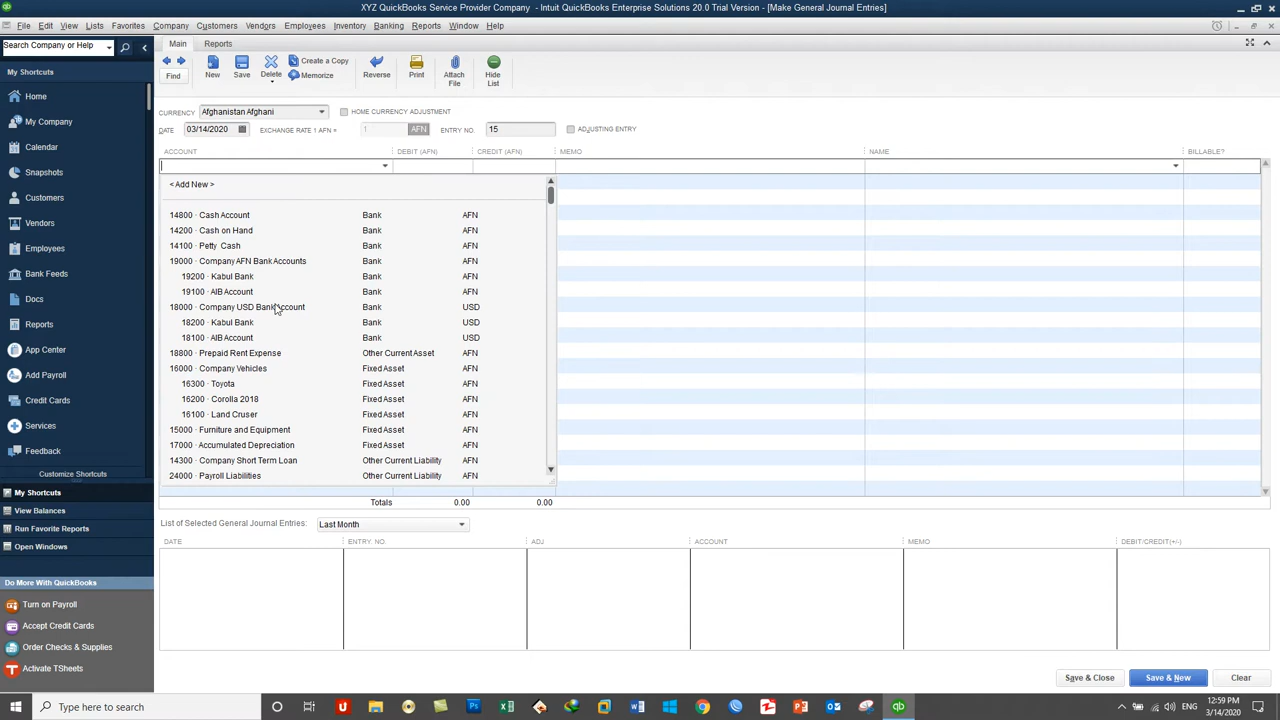 XYZ QuickBooks Service Provider Company - Intuit QuickBooks Enterprise Solutions 20.0 Trial Version - [Make General Journal Entries]
File Edit View Lists Favorites Company Customers Vendors Employees Inventory Banking Reports Window Help
Search Company or Help
Main Reports
My Shortcuts
Home
My Company
Calendar
Snapshots
Customers
Vendors
Employees
Bank Feeds
Docs
Reports
App Center
Add Payroll
Credit Cards
Services
Feedback
Customize Shortcuts
My Shortcuts
View Balances
Run Favorite Reports
Open Windows
Do More With QuickBooks
Turn on Payroll
Accept Credit Cards
Order Checks & Supplies
Activate TSheets
Find New Save Delete Create a Copy Memorize Reverse Print Attach File Hide List
CURRENCY Afghanistan Afghani HOME CURRENCY ADJUSTMENT
DATE 03/14/2020 EXCHANGE RATE 1 AFN = 1 AFN ENTRY NO. 15 ADJUSTING ENTRY
ACCOUNT DEBIT (AFN) CREDIT (AFN) MEMO NAME BILLABLE?
< Add New >
14800 · Cash Account Bank AFN
14200 · Cash on Hand Bank AFN
14100 · Petty Cash Bank AFN
19000 · Company AFN Bank Accounts Bank AFN
19200 · Kabul Bank Bank AFN
19100 · AIB Account Bank AFN
18000 · Company USD Bank Account Bank USD
18200 · Kabul Bank Bank USD
18100 · AIB Account Bank USD
18800 · Prepaid Rent Expense Other Current Asset AFN
16000 · Company Vehicles Fixed Asset AFN
16300 · Toyota Fixed Asset AFN
16200 · Corolla 2018 Fixed Asset AFN
16100 · Land Cruser Fixed Asset AFN
15000 · Furniture and Equipment Fixed Asset AFN
17000 · Accumulated Depreciation Fixed Asset AFN
14300 · Company Short Term Loan Other Current Liability AFN
24000 · Payroll Liabilities Other Current Liability AFN
Totals 0.00 0.00
List of Selected General Journal Entries: Last Month
DATE ENTRY. NO. ADJ ACCOUNT MEMO DEBIT/CREDIT(+/-)
Save & Close Save & New Clear
Type here to search
12:59 PM
3/14/2020